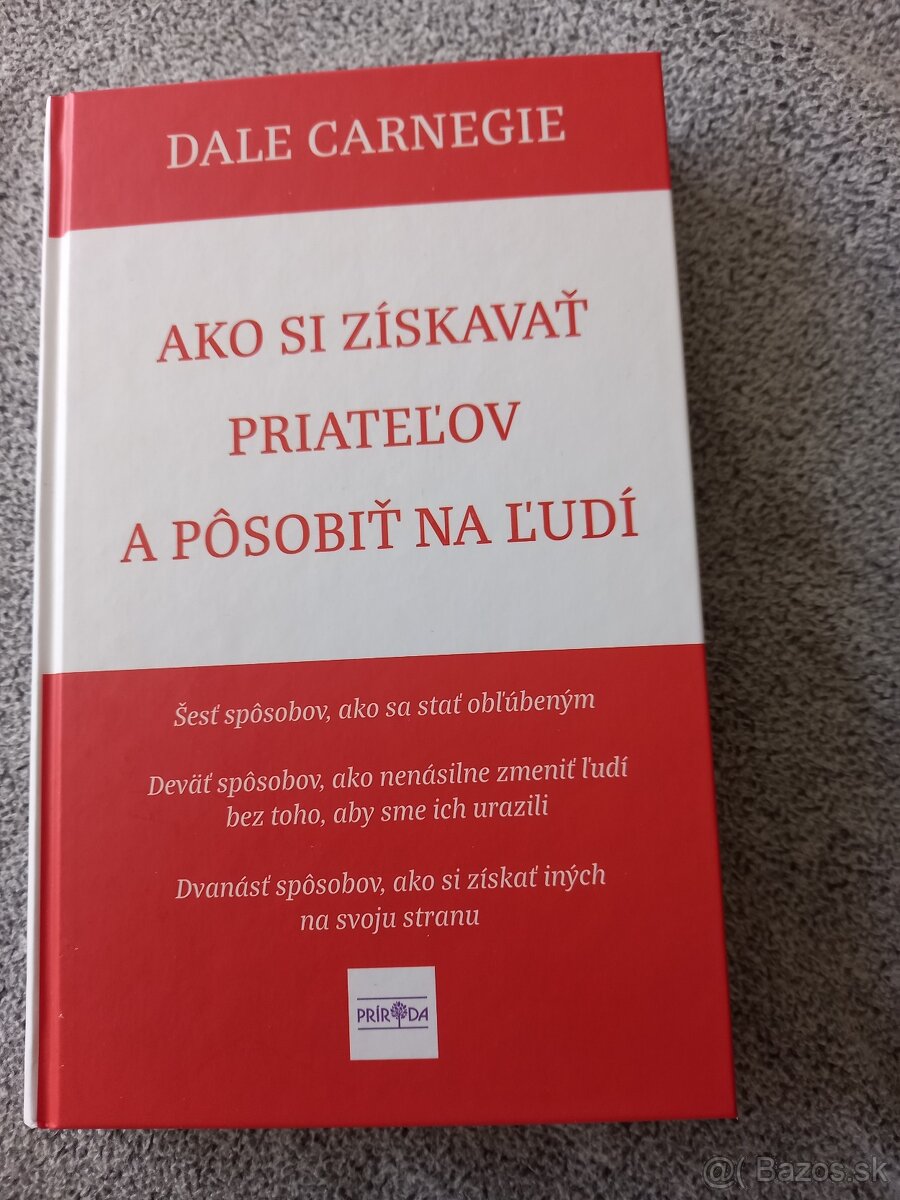 DALE CARNEGIE
AKO SI ZÍSKAVAŤ
PRIATEĽOV
A PÔSOBIŤ NA ĽUDÍ
Šesť spôsobov, ako sa stať obľúbeným
Deväť spôsobov, ako nenásilne zmeniť ľudí
bez toho, aby sme ich urazili
Dvanásť spôsobov, ako si získať iných
na svoju stranu
PRÍRODA
@( Bazos.sk